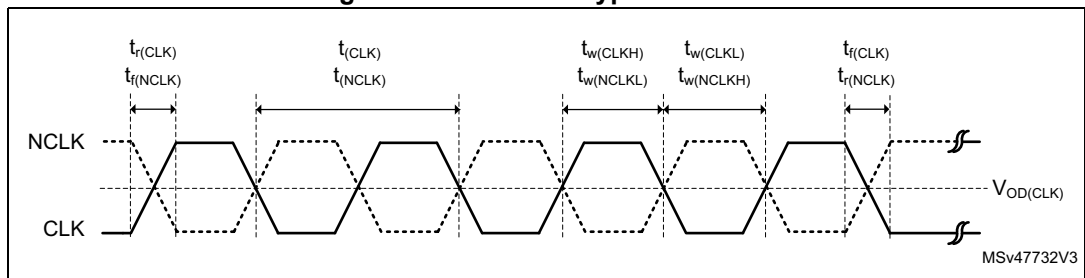 t_r(CLK) t_(CLK) t_w(CLKH) t_w(CLKL) t_f(CLK)
t_f(NCLK) t_(NCLK) t_w(NCLKL) t_w(NCLKH) t_r(NCLK)
NCLK
V_OD(CLK)
CLK
MSv47732V3